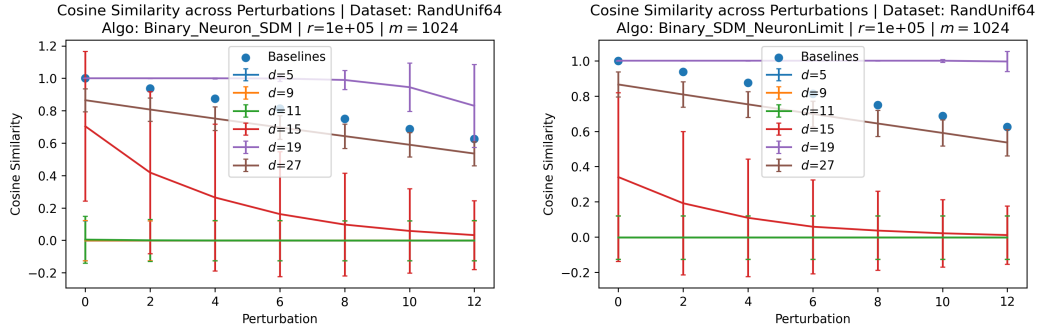 Cosine Similarity across Perturbations | Dataset: RandUnif64
Algo: Binary_Neuron_SDM | r=1e+05 | m = 1024
Cosine Similarity
1.2
1.0
0.8
0.6
0.4
0.2
0.0
−0.2
Baselines
d=5
d=9
d=11
d=15
d=19
d=27
0 2 4 6 8 10 12
Perturbation
Cosine Similarity across Perturbations | Dataset: RandUnif64
Algo: Binary_SDM_NeuronLimit | r=1e+05 | m = 1024
Cosine Similarity
1.0
0.8
0.6
0.4
0.2
0.0
−0.2
Baselines
d=5
d=9
d=11
d=15
d=19
d=27
0 2 4 6 8 10 12
Perturbation